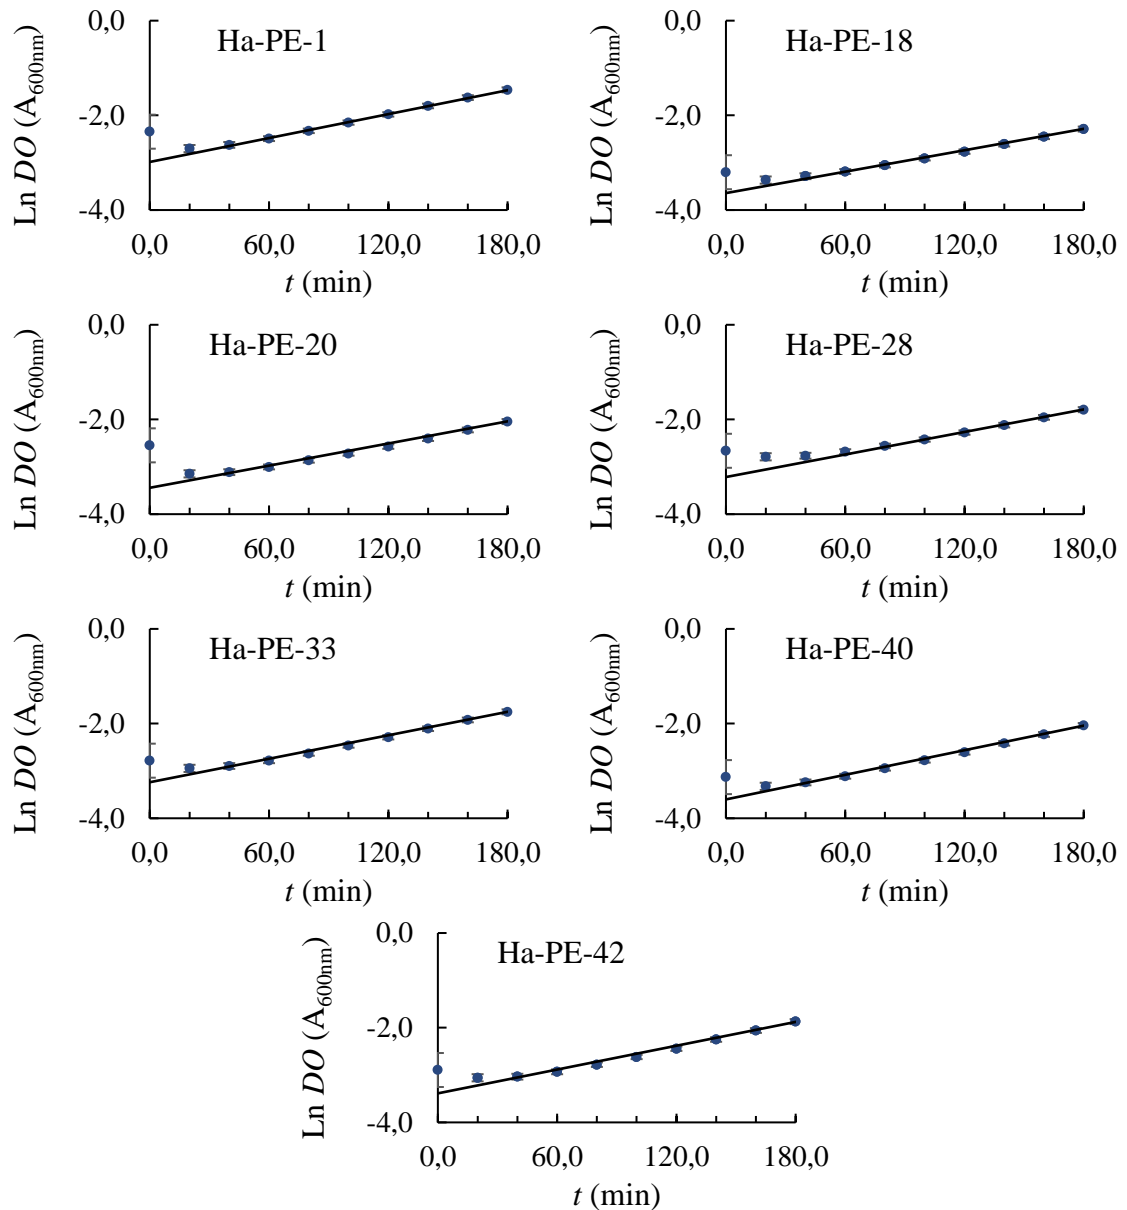 Ha-PE-1
Ln DO (A600nm)
0,0
-2,0
-4,0
0,0 60,0 120,0 180,0
t (min)
Ha-PE-18
Ln DO (A600nm)
0,0
-2,0
-4,0
0,0 60,0 120,0 180,0
t (min)
Ha-PE-20
Ln DO (A600nm)
0,0
-2,0
-4,0
0,0 60,0 120,0 180,0
t (min)
Ha-PE-28
Ln DO (A600nm)
0,0
-2,0
-4,0
0,0 60,0 120,0 180,0
t (min)
Ha-PE-33
Ln DO (A600nm)
0,0
-2,0
-4,0
0,0 60,0 120,0 180,0
t (min)
Ha-PE-40
Ln DO (A600nm)
0,0
-2,0
-4,0
0,0 60,0 120,0 180,0
t (min)
Ha-PE-42
Ln DO (A600nm)
0,0
-2,0
-4,0
0,0 60,0 120,0 180,0
t (min)